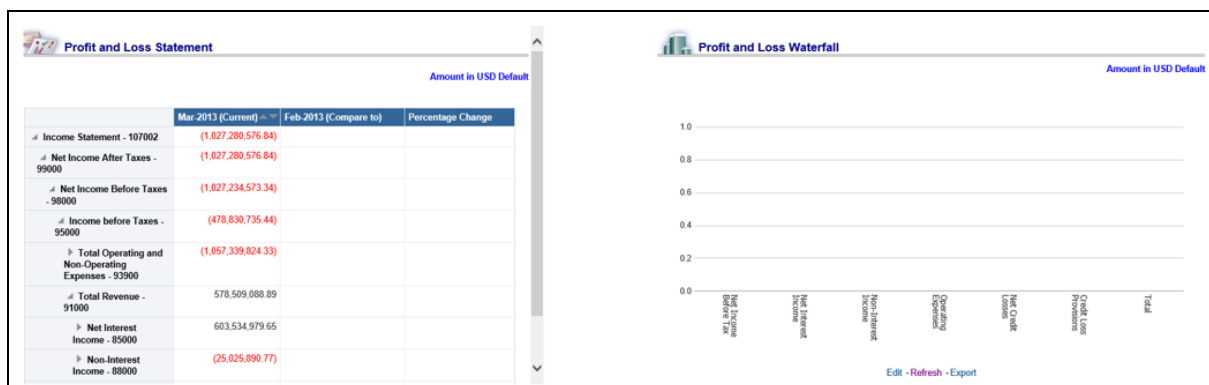 Profit and Loss Statement
Amount in USD Default
Mar-2013 (Current) Feb-2013 (Compare to) Percentage Change
Income Statement - 107002 (1,027,280,576.84)
Net Income After Taxes - (1,027,280,576.84)
99000
Net Income Before Taxes (1,027,234,573.34)
- 98000
Income before Taxes - (478,830,735.44)
95000
Total Operating and (1,057,339,824.33)
Non-Operating
Expenses - 93900
Total Revenue - 578,509,088.89
91000
Net Interest 603,534,979.65
Income - 85000
Non-Interest (25,025,890.77)
Income - 88000
Profit and Loss Waterfall
Amount in USD Default
1.0
0.8
0.6
0.4
0.2
0.0
Net Income
Before Tax
Net Interest
Income
Non-Interest
Income
Operating
Expenses
Net Credit
Losses
Credit Loss
Provisions
Total
Edit - Refresh - Export